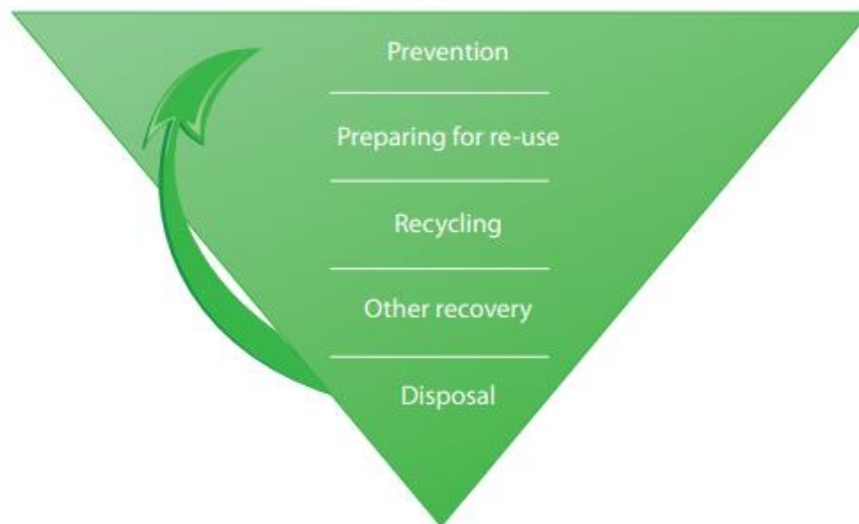 Prevention
Preparing for re-use
Recycling
Other recovery
Disposal